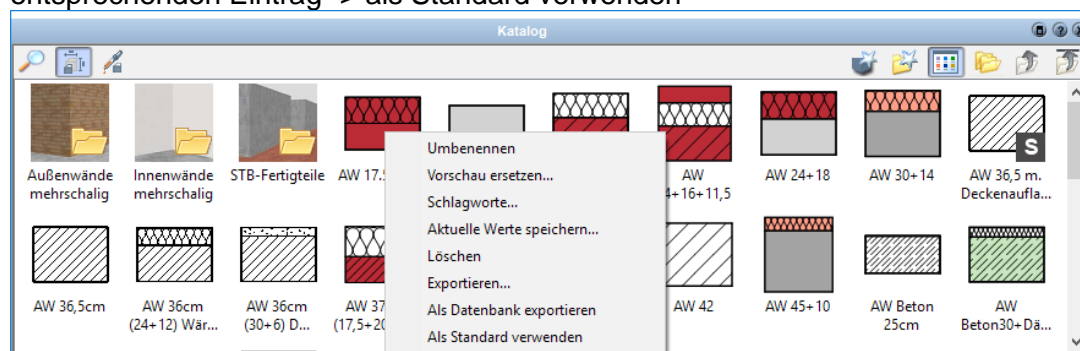 entsprechenden Eintrag -> als Standard verwenden
Katalog
Außenwände mehrschalig
Innenwände mehrschalig
STB-Fertigteile
AW 17.
AW
4+16+11,5
AW 24+18
AW 30+14
S
AW 36,5 m.
Deckenaufla...
Umbenennen
Vorschau ersetzen...
Schlagworte...
Aktuelle Werte speichern...
Löschen
Exportieren...
Als Datenbank exportieren
Als Standard verwenden
AW 36,5cm
AW 36cm
(24+12) Wär...
AW 36cm
(30+6) D...
AW 37
(17,5+20
AW 42
AW 45+10
AW Beton
25cm
AW
Beton30+Dä...